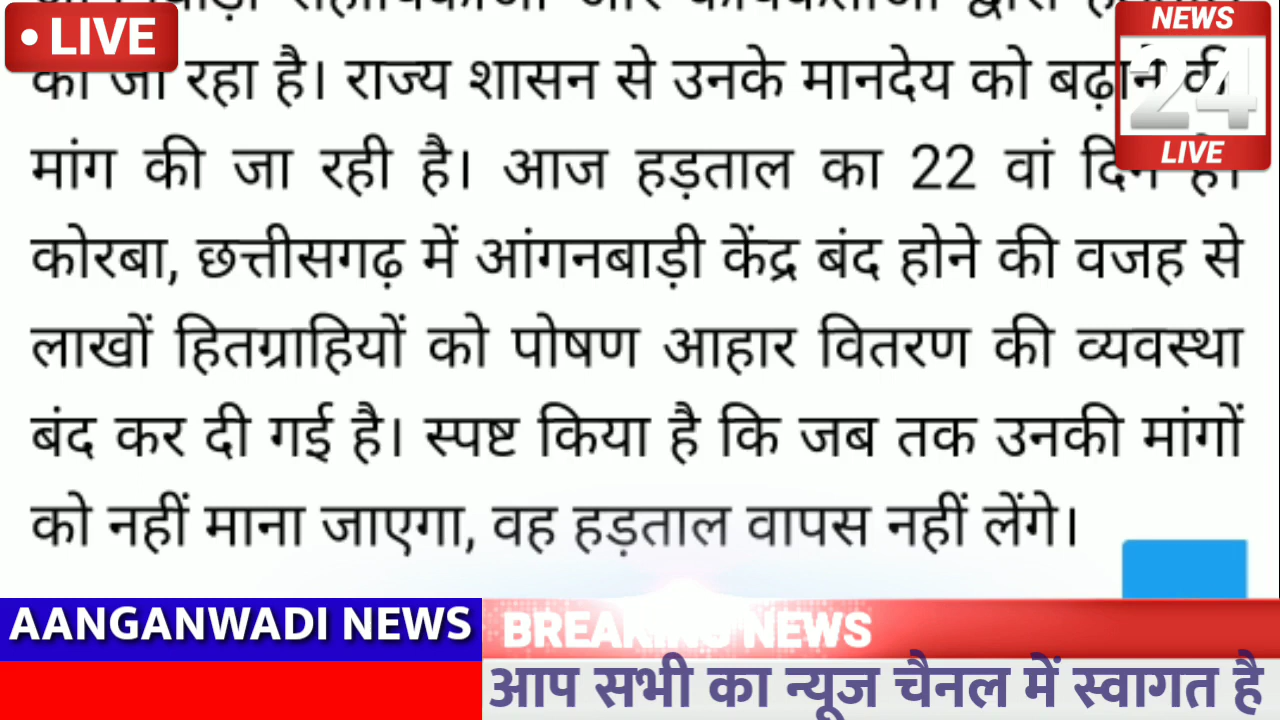 और द्वारा
LIVE
NEWS
24
LIVE
की जा रहा है। राज्य शासन से उनके मानदेय को बढ़ाने की
मांग की जा रही है। आज हड़ताल का 22 वां दिन है।
कोरबा, छत्तीसगढ़ में आंगनबाड़ी केंद्र बंद होने की वजह से
लाखों हितग्राहियों को पोषण आहार वितरण की व्यवस्था
बंद कर दी गई है। स्पष्ट किया है कि जब तक उनकी मांगों
को नहीं माना जाएगा, वह हड़ताल वापस नहीं लेंगे।
AANGANWADI NEWS
BREAKING NEWS
आप सभी का न्यूज चैनल में स्वागत है